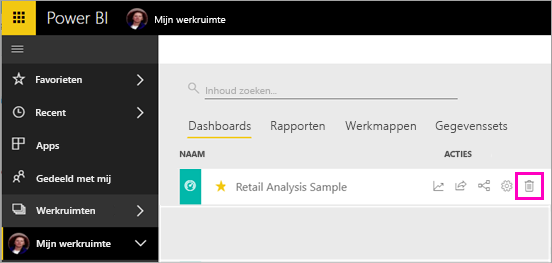 Power BI Mijn werkruimte
Favorieten
Recent
Apps
Gedeeld met mij
Werkruimten
Mijn werkruimte
Inhoud zoeken...
Dashboards Rapporten Werkmappen Gegevenssets
NAAM ACTIES
Retail Analysis Sample